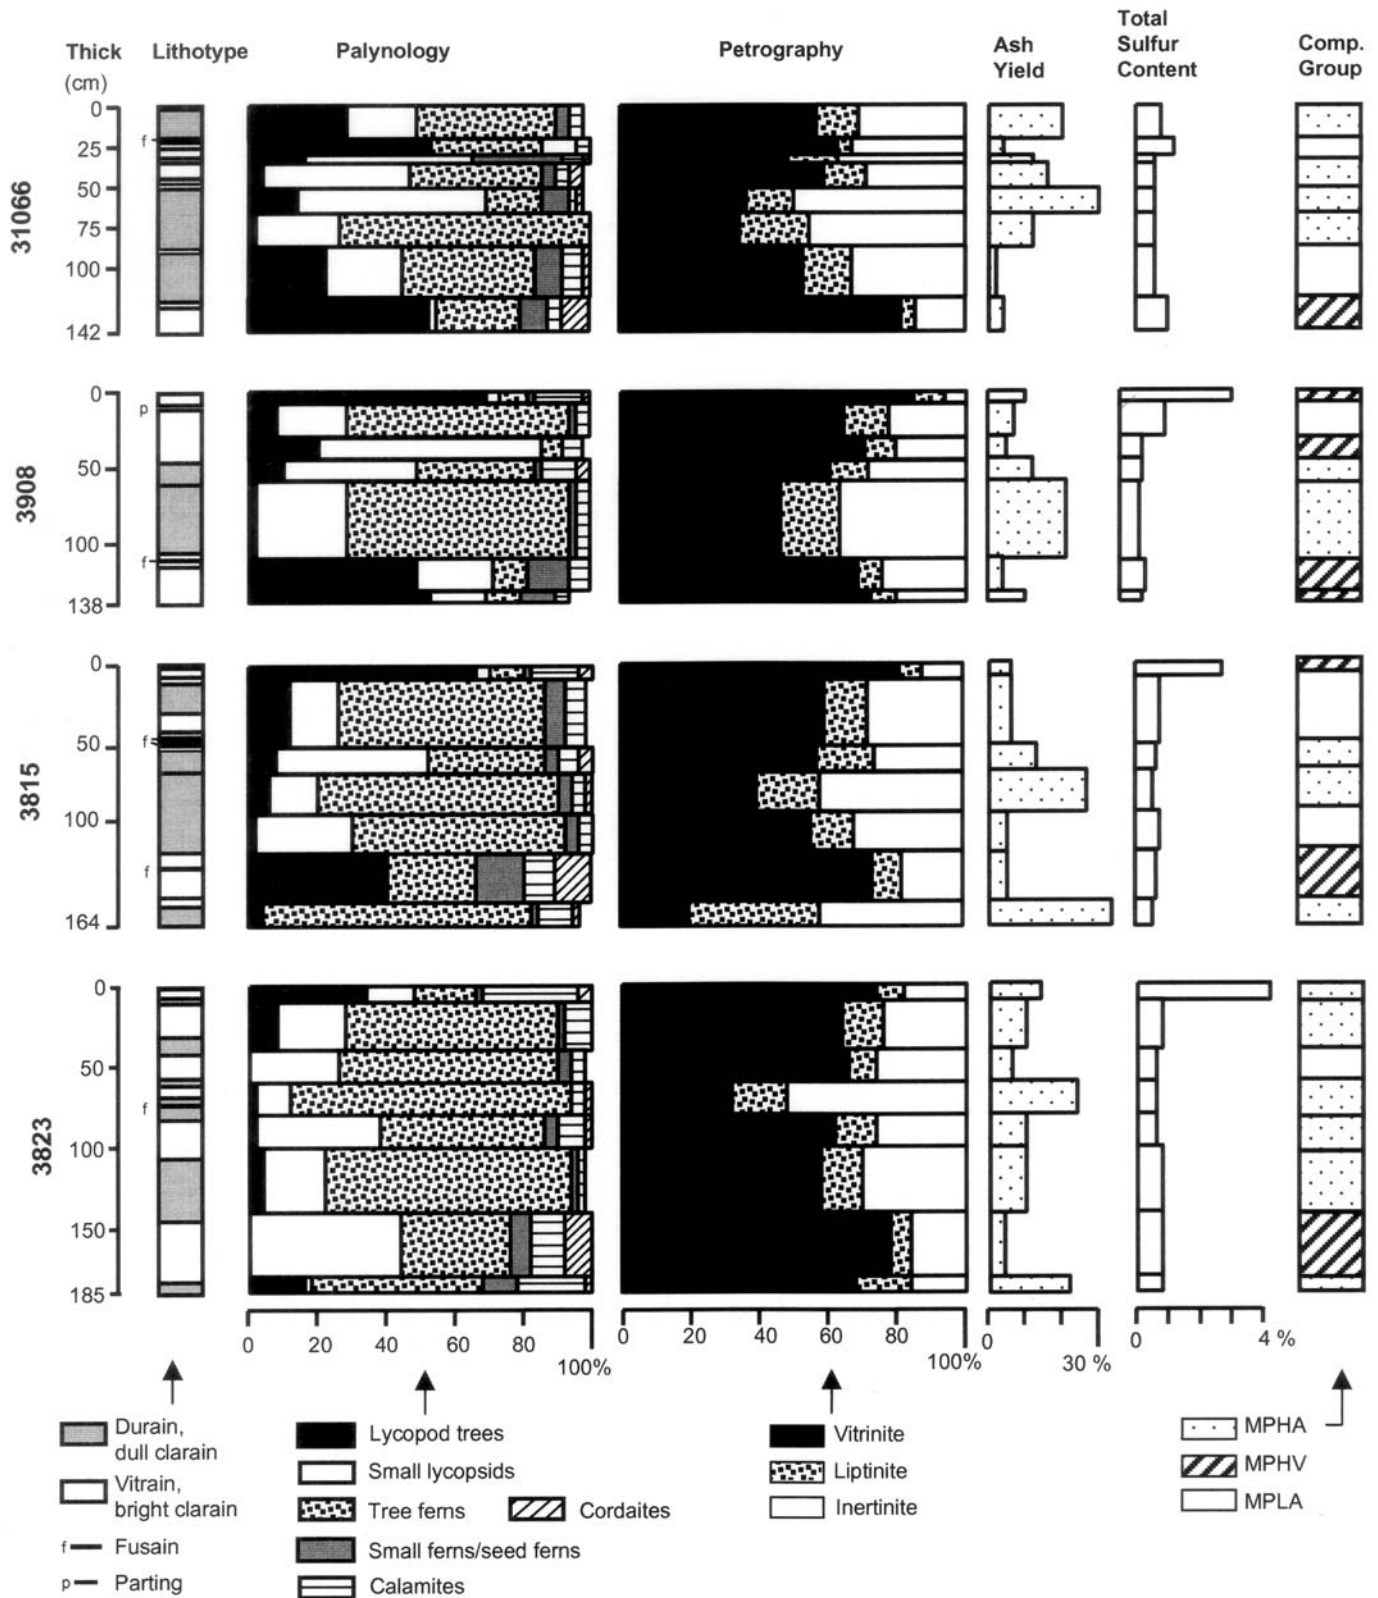 Thick
(cm)
Lithotype
Palynology
Petrography
Ash
Yield
Total
Sulfur
Content
Comp.
Group
31066
0
25
50
75
100
142
f
3908
0
50
100
138
p
f
3815
0
50
100
164
f
f
3823
0
50
100
150
185
f
0
20
40
60
80
100%
0
20
40
60
80
100%
0
30 %
0
4 %
Durain,
dull clarain
Vitrain,
bright clarain
f Fusain
p Parting
Lycopod trees
Small lycopsids
Tree ferns
Cordaites
Small ferns/seed ferns
Calamites
Vitrinite
Liptinite
Inertinite
MPHA
MPHV
MPLA